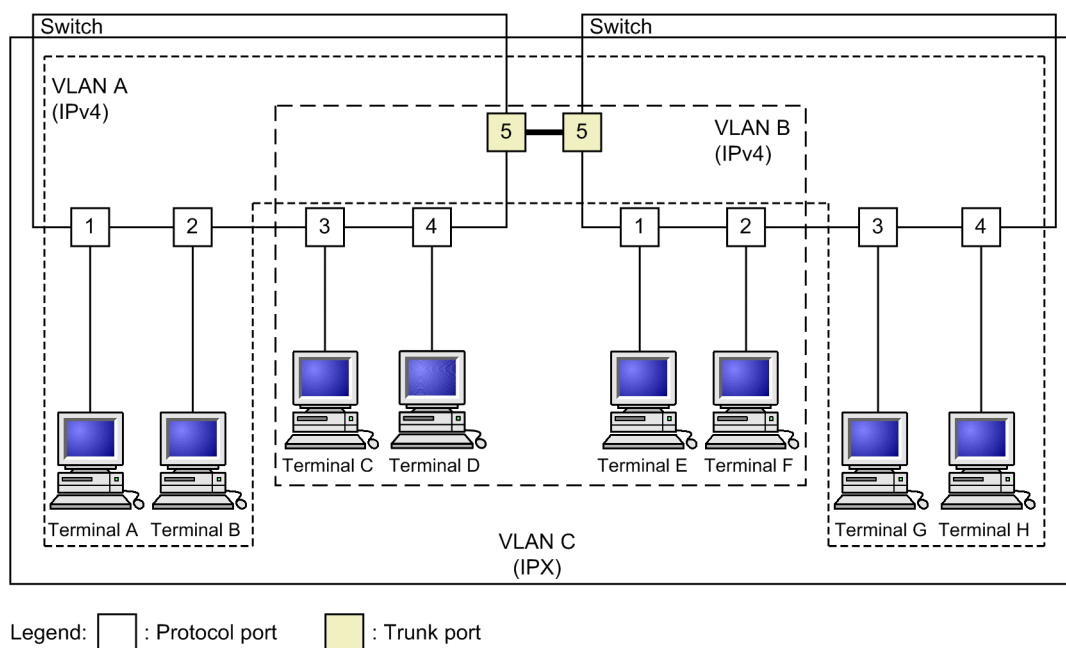 Switch
Switch
VLAN A
(IPv4)
VLAN B
(IPv4)
5
5
1
2
3
4
1
2
3
4
Terminal C
Terminal D
Terminal E
Terminal F
Terminal A
Terminal B
Terminal G
Terminal H
VLAN C
(IPX)
Legend: : Protocol port : Trunk port